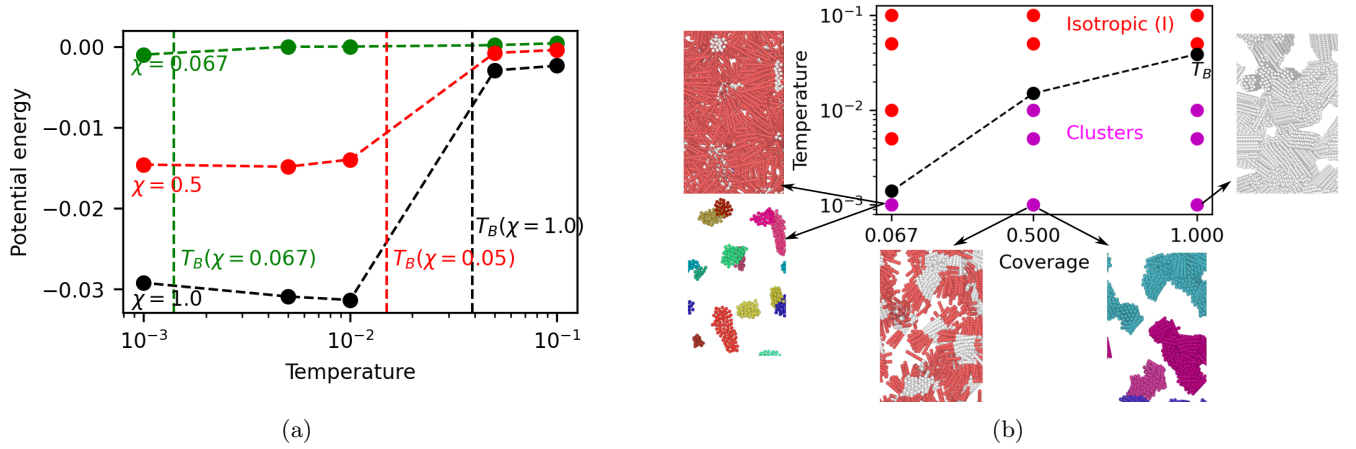 0.00
−0.01
−0.02
−0.03
Potential energy
χ = 0.067
χ = 0.5
χ = 1.0
T_B(χ = 0.067)
T_B(χ = 0.05)
T_B(χ = 1.0)
10⁻³
10⁻²
10⁻¹
Temperature
(a)
10⁻¹
10⁻²
10⁻³
Temperature
Isotropic (I)
T_B
Clusters
0.067
0.500
1.000
Coverage
(b)